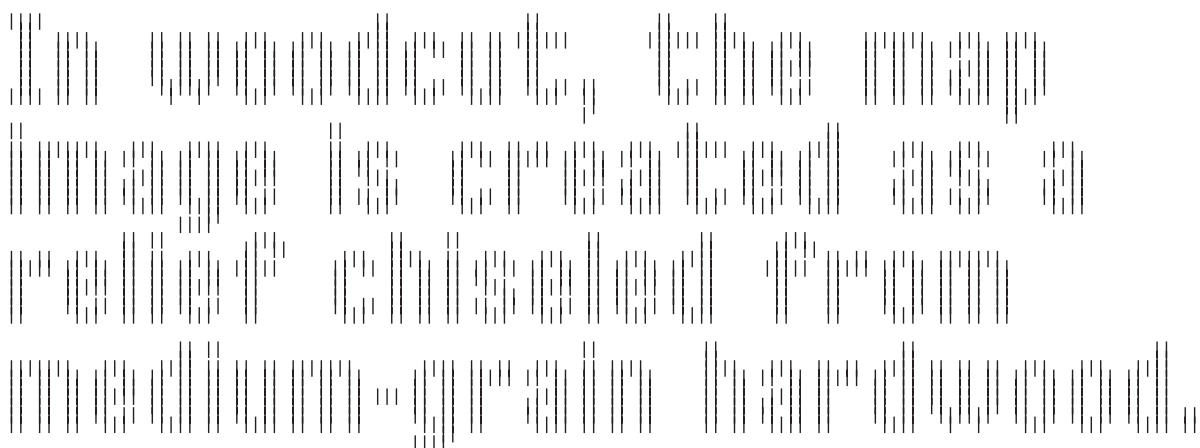 In woodcut, the map
image is created as a
relief chiseled from
medium-grain hardwood.